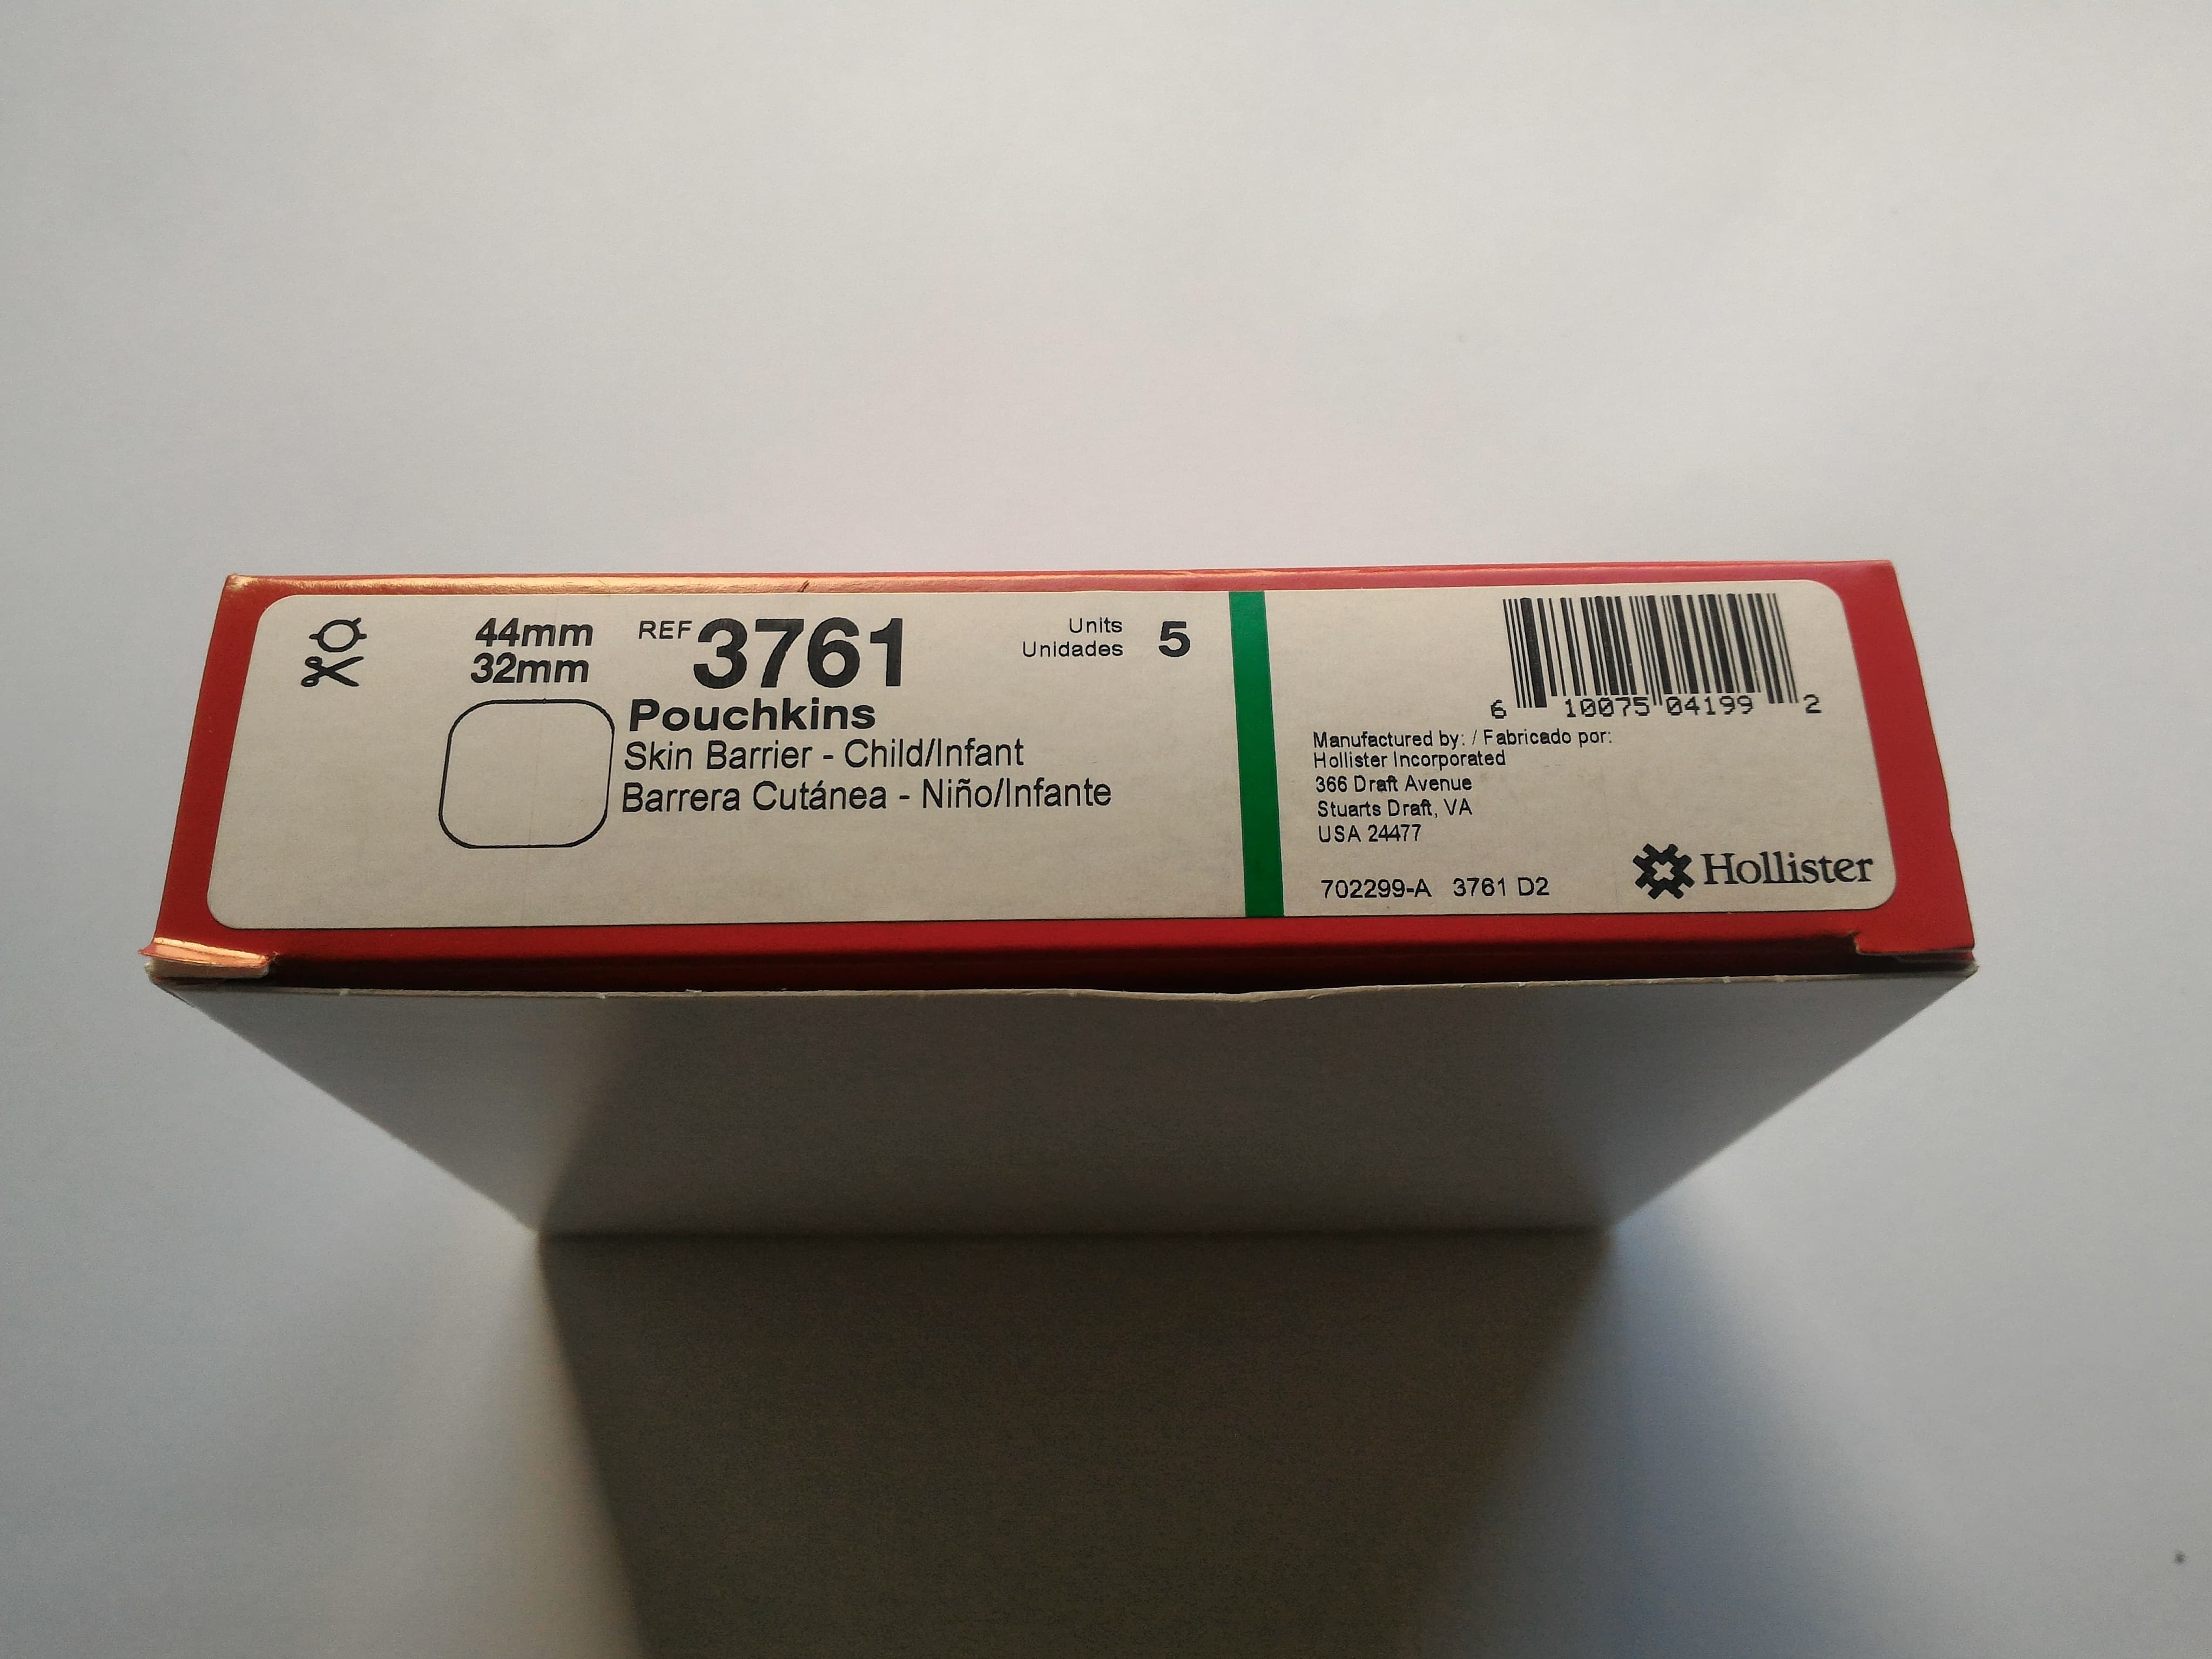 44mm
32mm
REF 3761
Units
Unidades 5
Pouchkins
Skin Barrier - Child/Infant
Barrera Cutánea - Niño/Infante
6 10075 04199 2
Manufactured by: / Fabricado por:
Hollister Incorporated
366 Draft Avenue
Stuarts Draft, VA
USA 24477
702299-A 3761 D2
Hollister